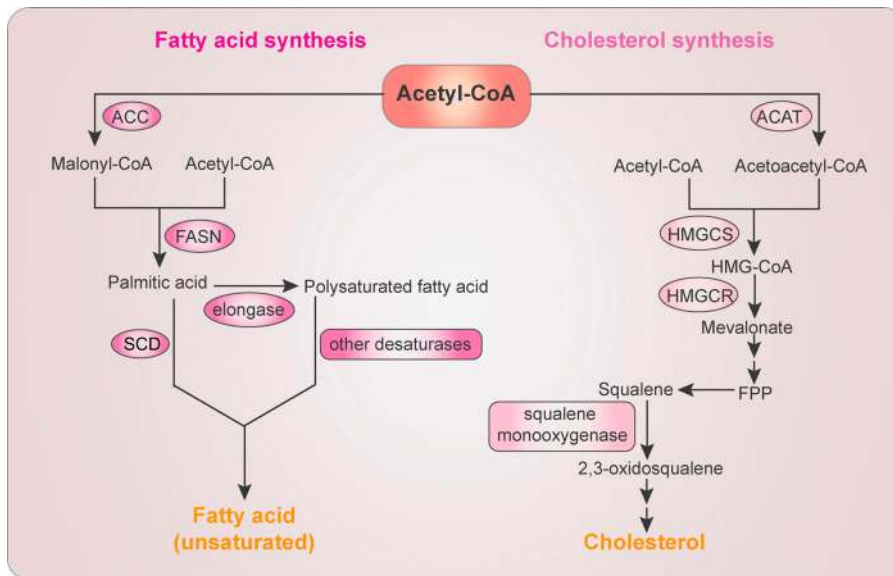 Fatty acid synthesis
Cholesterol synthesis
Acetyl-CoA
ACC
ACAT
Malonyl-CoA
Acetyl-CoA
Acetyl-CoA
Acetoacetyl-CoA
FASN
HMGCS
HMG-CoA
Palmitic acid
Polysaturated fatty acid
elongase
HMGCR
Mevalonate
SCD
other desaturases
Squalene
FPP
squalene
monooxygenase
2,3-oxidosqualene
Fatty acid
(unsaturated)
Cholesterol